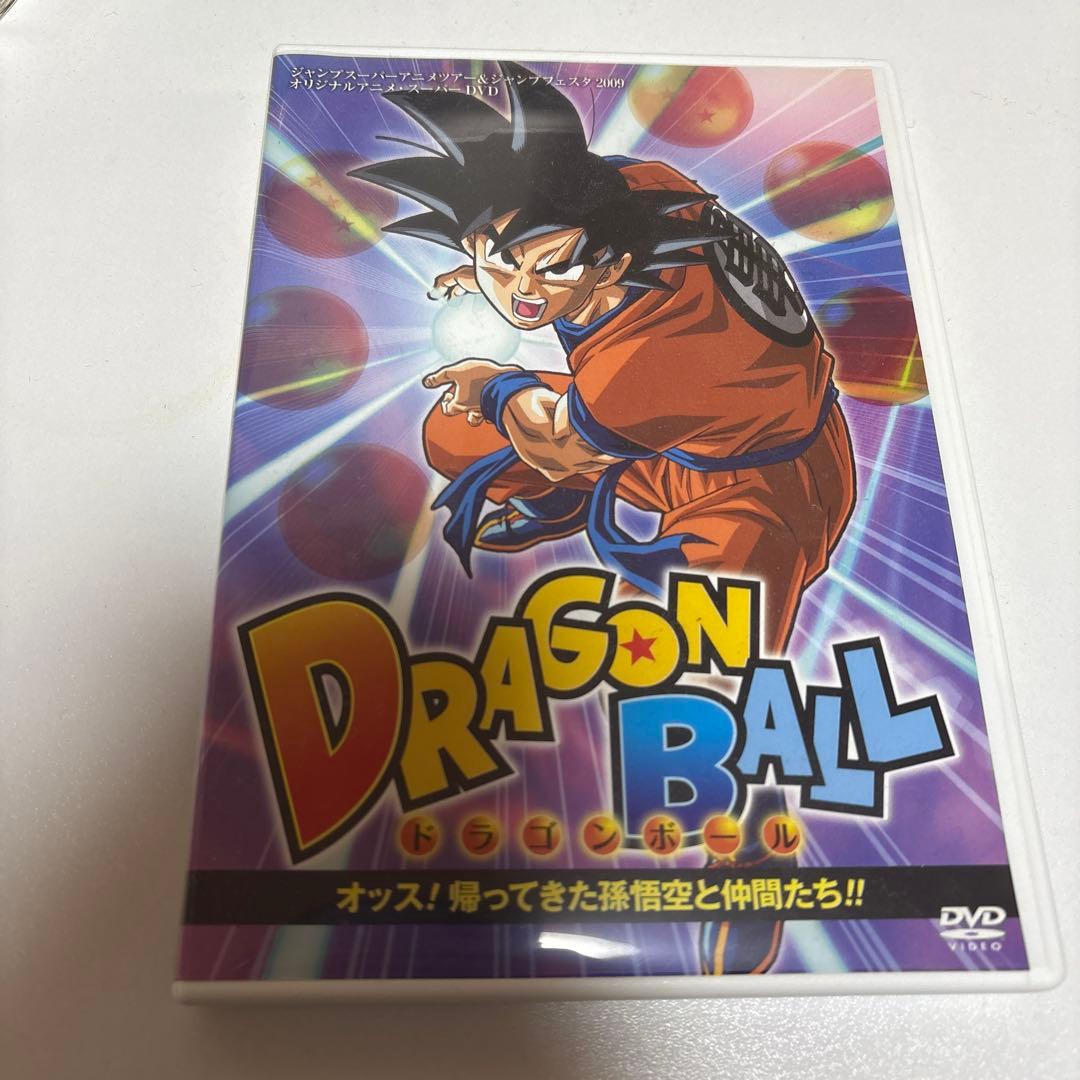 ジャンプスーパーアニメツアー&ジャンプフェスタ2009
オリジナルアニメ・スーパーDVD
DRAGON
BALL
ドラゴンボール
オッス!帰ってきた孫悟空と仲間たち!!
DVD
VIDEO